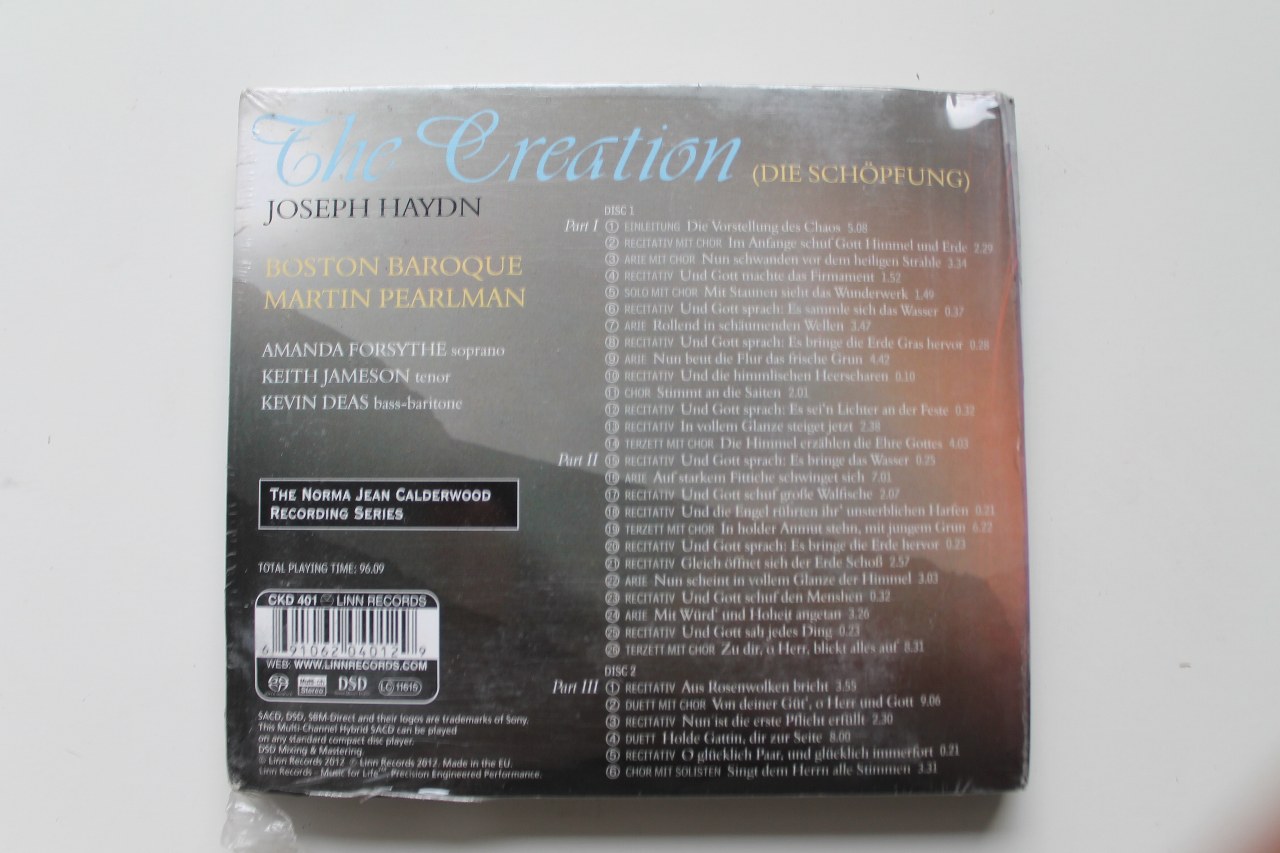 The Creation (DIE SCHÖPFUNG)
JOSEPH HAYDN
BOSTON BAROQUE
MARTIN PEARLMAN
AMANDA FORSYTHE soprano
KEITH JAMESON tenor
KEVIN DEAS bass-baritone
THE NORMA JEAN CALDERWOOD
RECORDING SERIES
TOTAL PLAYING TIME: 96.09
CKD 401 LINN RECORDS
6 91062 04012 9
WEB: WWW.LINNRECORDS.COM
Multi-ch Stereo DSD LC 11615
SACD, DSD, SBM-Direct and their logos are trademarks of Sony.
This Multi-Channel Hybrid SACD can be played
on any standard compact disc player.
DSD Mixing & Mastering.
℗ Linn Records 2012. © Linn Records 2012. Made in the EU.
Linn Records - Music for Life™ Precision Engineered Performance.
DISC 1
Part I ① EINLEITUNG Die Vorstellung des Chaos 5.08
② RECITATIV MIT CHOR Im Anfange schuf Gott Himmel und Erde 2.29
③ ARIE MIT CHOR Nun schwanden vor dem heiligen Strahle 3.34
④ RECITATIV Und Gott machte das Firmament 1.52
⑤ SOLO MIT CHOR Mit Staunen sieht das Wunderwerk 1.49
⑥ RECITATIV Und Gott sprach: Es sammle sich das Wasser 0.37
⑦ ARIE Rollend in schäumenden Wellen 3.47
⑧ RECITATIV Und Gott sprach: Es bringe die Erde Gras hervor 0.28
⑨ ARIE Nun beut die Flur das frische Grün 4.42
⑩ RECITATIV Und die himmlischen Heerscharen 0.10
⑪ CHOR Stimmt an die Saiten 2.01
⑫ RECITATIV Und Gott sprach: Es sei'n Lichter an der Feste 0.32
⑬ RECITATIV In vollem Glanze steiget jetzt 2.38
⑭ TERZETT MIT CHOR Die Himmel erzählen die Ehre Gottes 4.03
Part II ⑮ RECITATIV Und Gott sprach: Es bringe das Wasser 0.25
⑯ ARIE Auf starkem Fittiche schwinget sich 7.01
⑰ RECITATIV Und Gott schuf große Walfische 2.07
⑱ RECITATIV Und die Engel rührten ihr' unsterblichen Harfen 0.21
⑲ TERZETT MIT CHOR In holder Anmut stehn, mit jungem Grün 6.22
⑳ RECITATIV Und Gott sprach: Es bringe die Erde hervor 0.23
㉑ RECITATIV Gleich öffnet sich der Erde Schoß 2.57
㉒ ARIE Nun scheint in vollem Glanze der Himmel 3.03
㉓ RECITATIV Und Gott schuf den Menshen 0.32
㉔ ARIE Mit Würd' und Hoheit angetan 3.26
㉕ RECITATIV Und Gott sah jedes Ding 0.23
㉖ TERZETT MIT CHOR Zu dir, o Herr, blickt alles auf 8.31
DISC 2
Part III ① RECITATIV Aus Rosenwolken bricht 3.55
② DUETT MIT CHOR Von deiner Güt', o Herr und Gott 9.06
③ RECITATIV Nun ist die erste Pflicht erfüllt 2.30
④ DUETT Holde Gattin, dir zur Seite 8.00
⑤ RECITATIV O glücklich Paar, und glücklich immerfort 0.21
⑥ CHOR MIT SOLISTEN Singt dem Herrn alle Stimmen 3.31